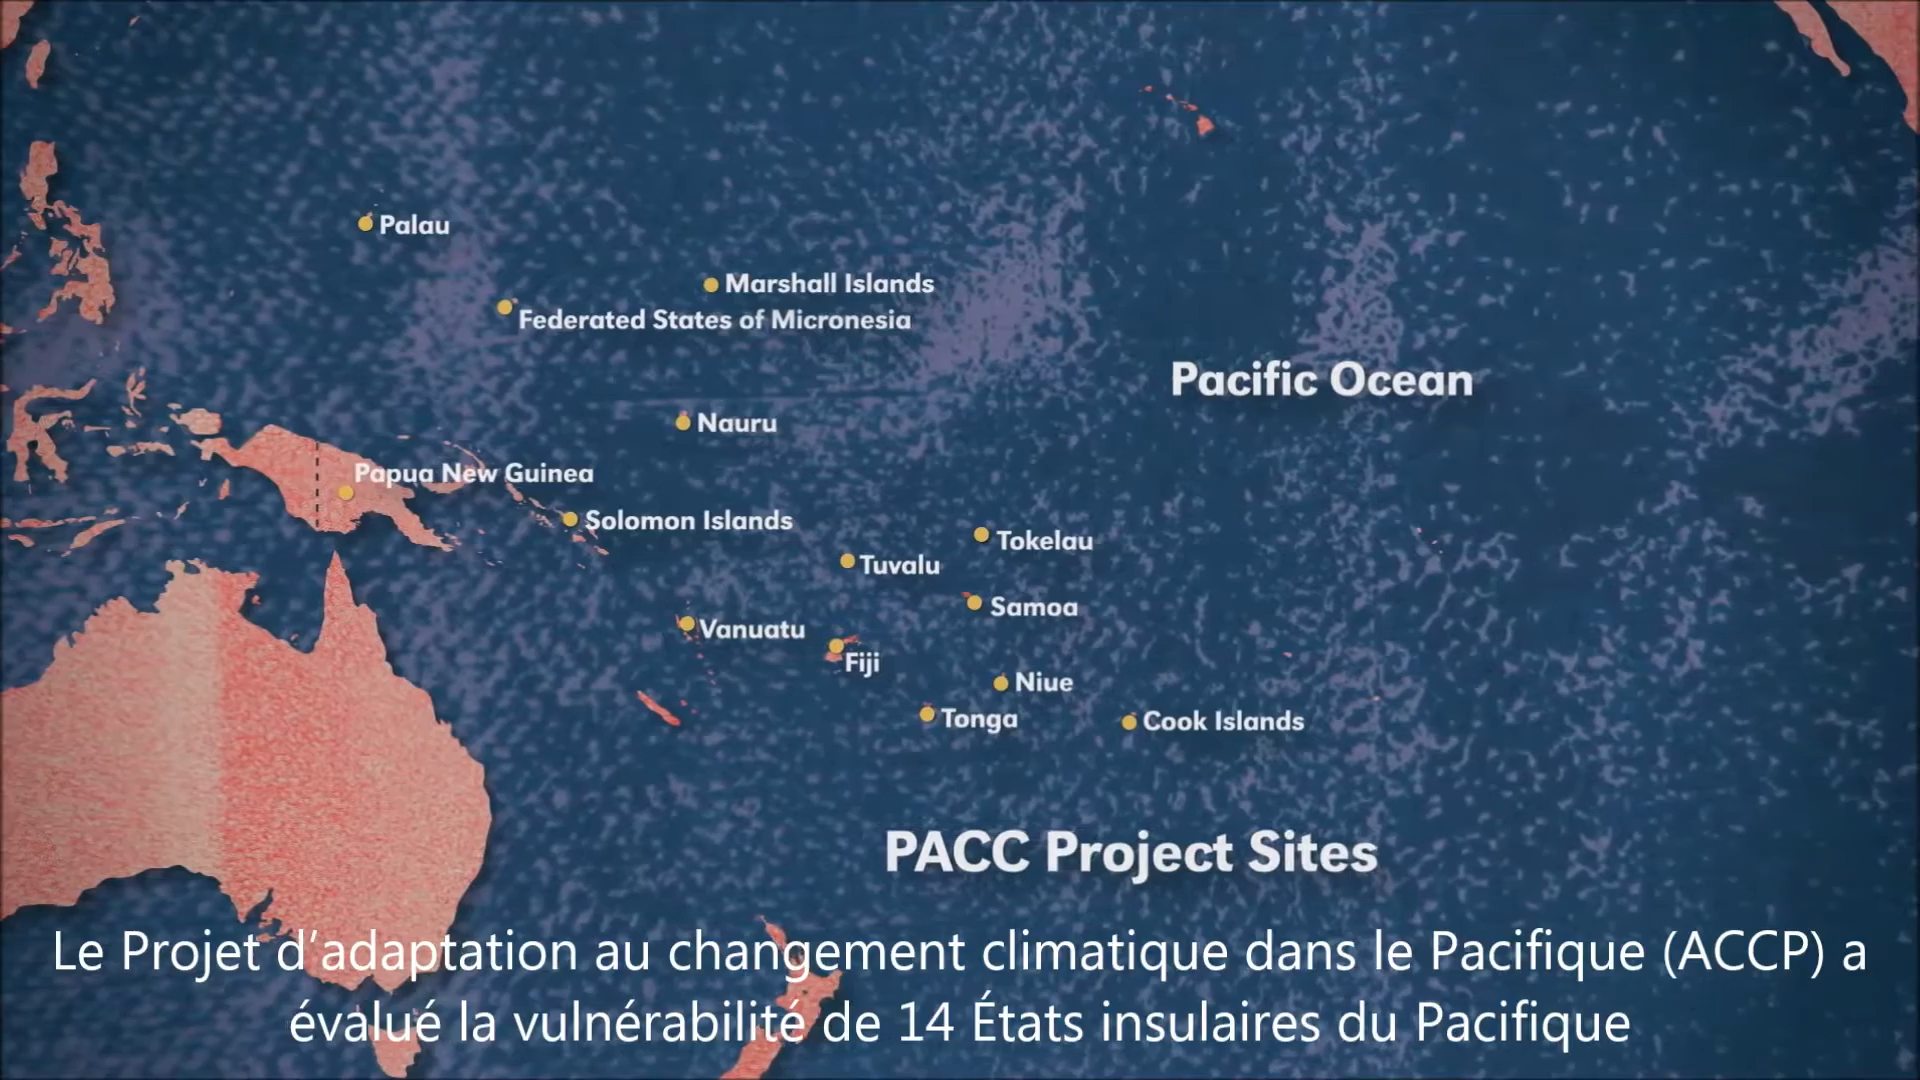 Palau
Marshall Islands
Federated States of Micronesia
Pacific Ocean
Nauru
Papua New Guinea
Solomon Islands
Tokelau
Tuvalu
Samoa
Vanuatu
Fiji
Niue
Tonga
Cook Islands
PACC Project Sites
Le Projet d’adaptation au changement climatique dans le Pacifique (ACCP) a
évalué la vulnérabilité de 14 États insulaires du Pacifique